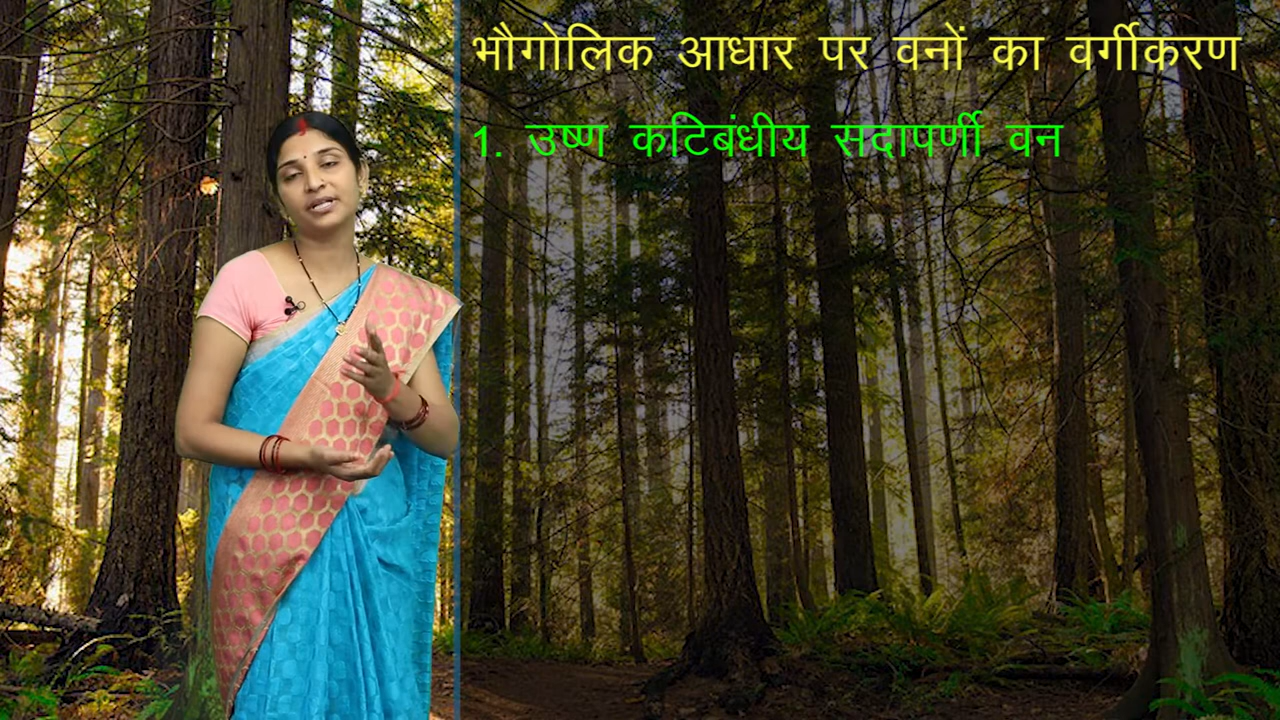 भौगोलिक आधार पर वनों का वर्गीकरण
1. उष्ण कटिबंधीय सदापर्णी वन